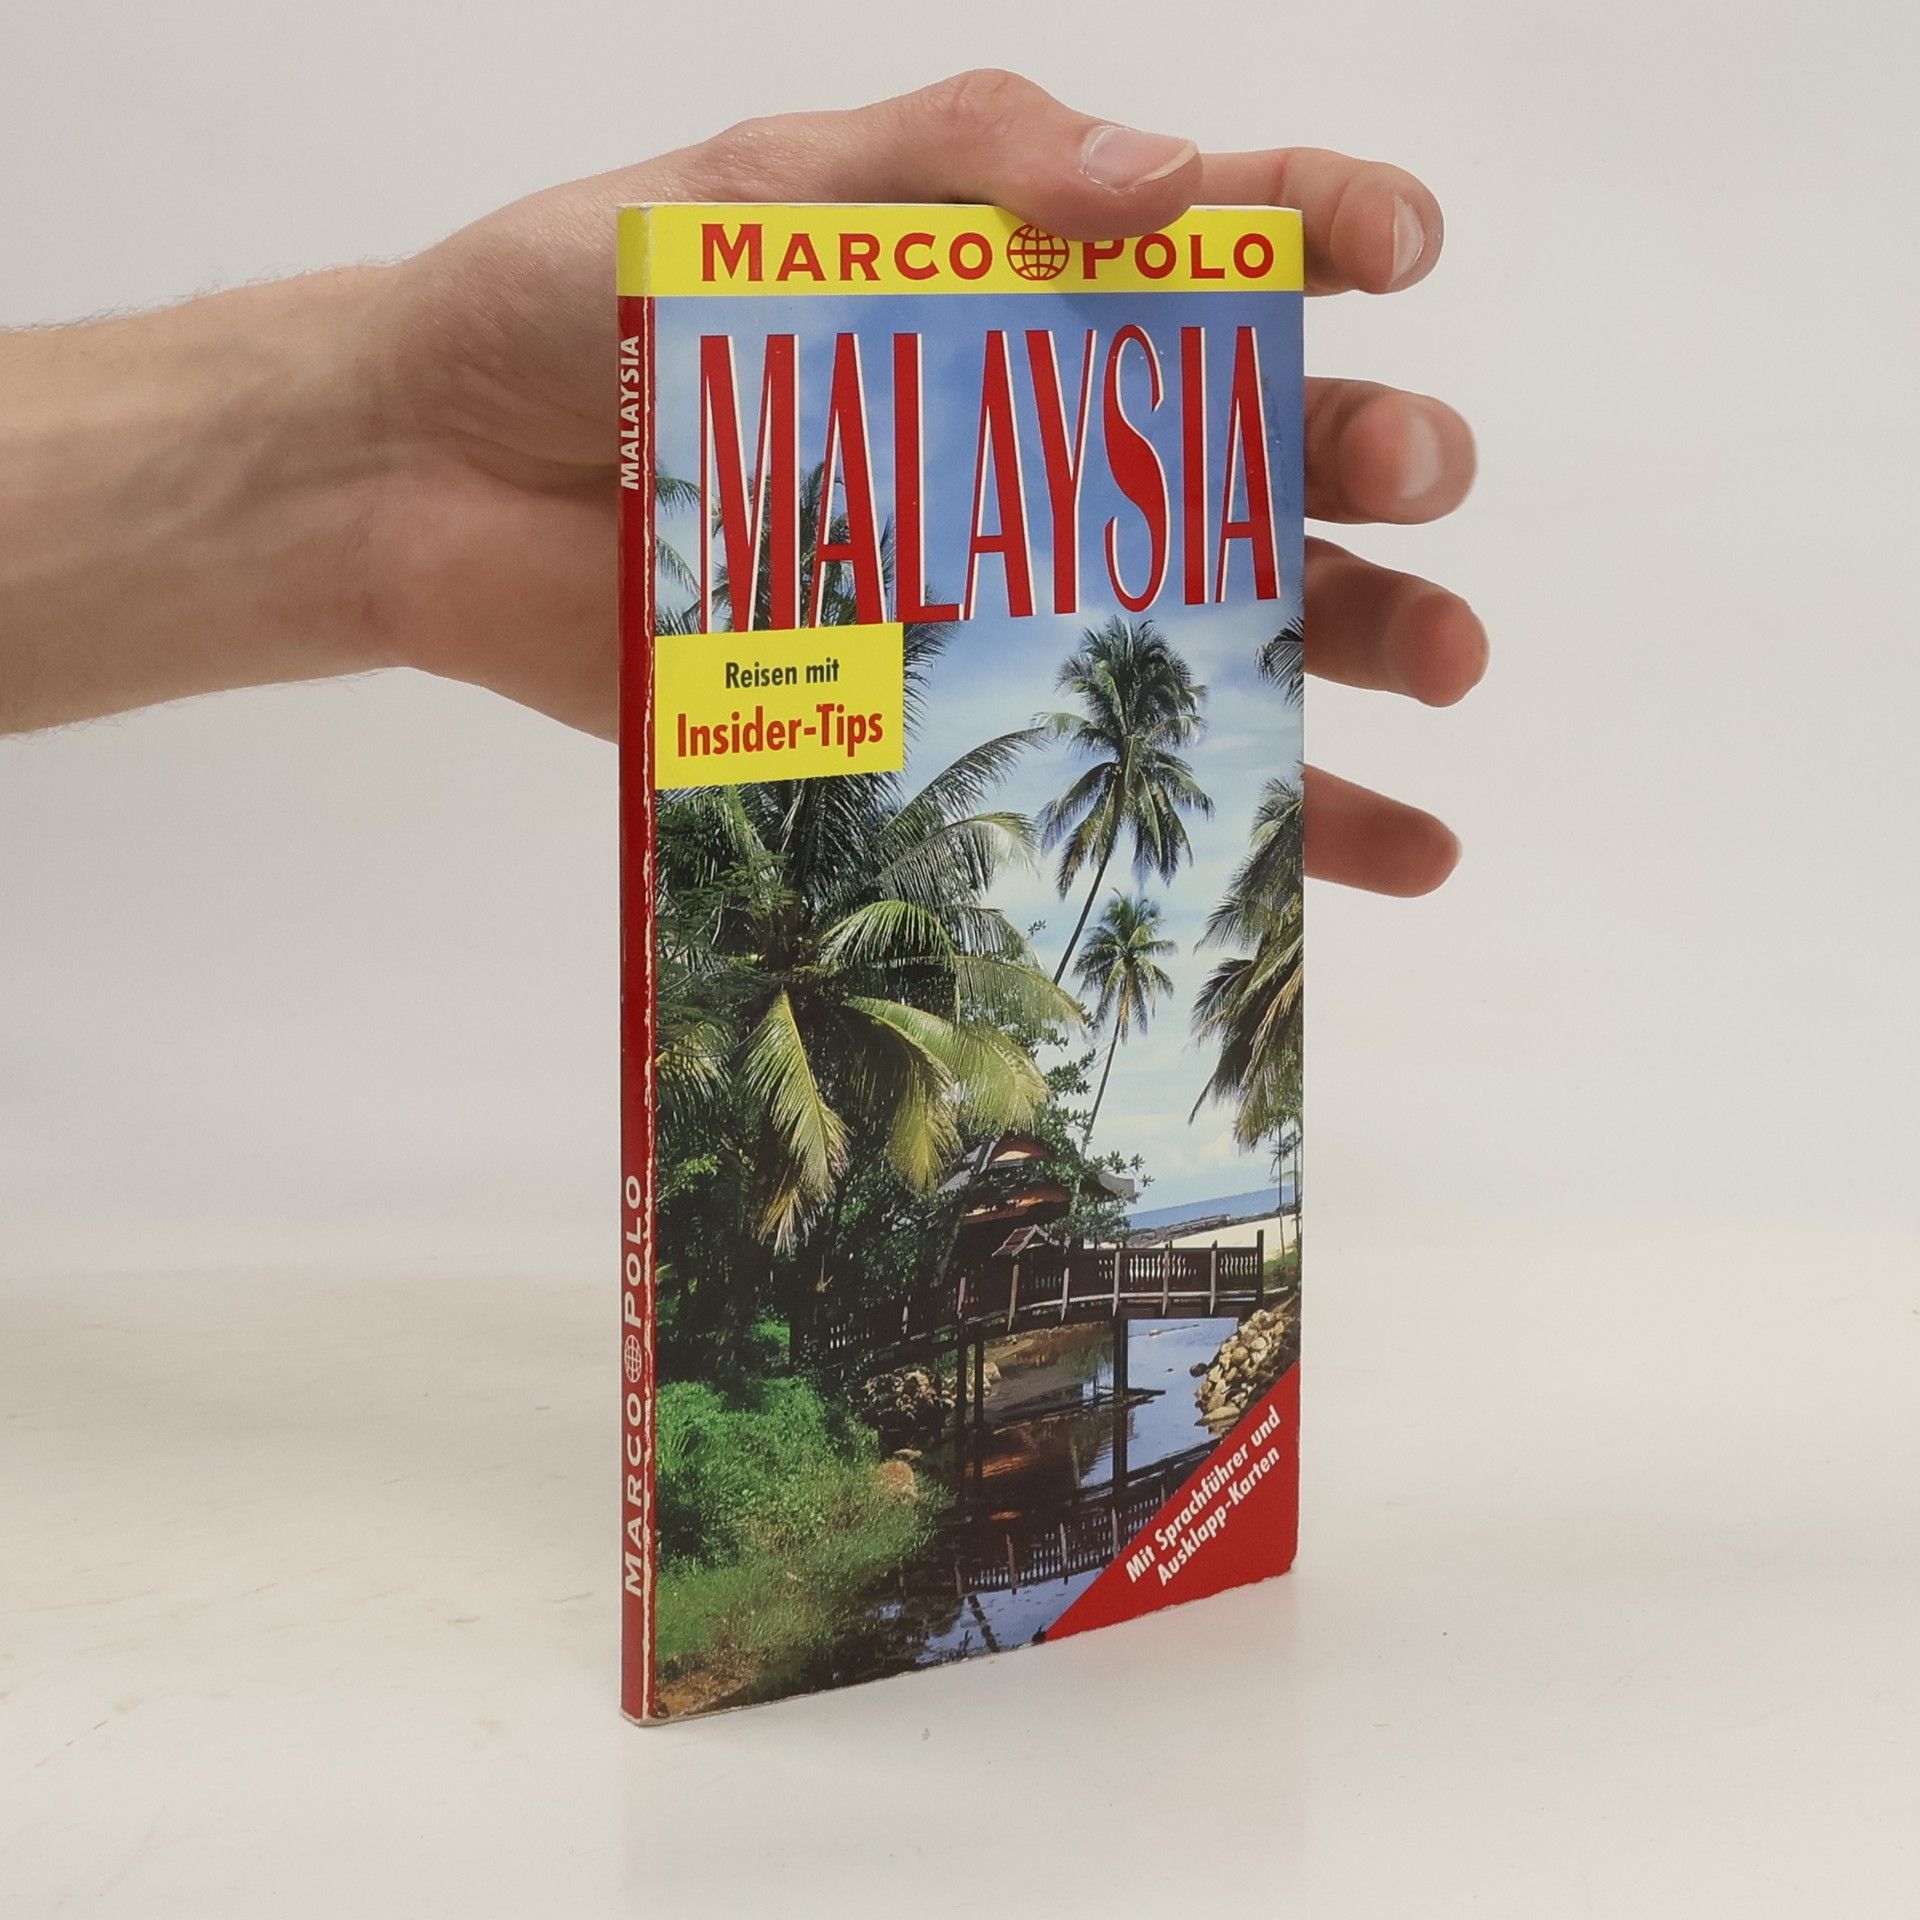 MARCO POLO
MALAYSIA
Reisen mit
Insider-Tips
Mit Sprachführer und
Ausklapp-Karten
MALAYSIA
MARCO POLO